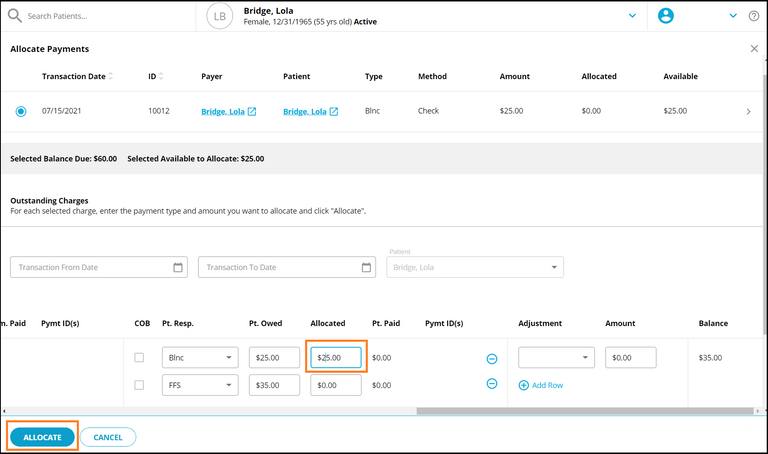 Search Patients...
LB
Bridge, Lola
Female, 12/31/1965 (55 yrs old) Active
Allocate Payments
Transaction Date ID Payer Patient Type Method Amount Allocated Available
07/15/2021 10012 Bridge, Lola Bridge, Lola Blnc Check $25.00 $0.00 $25.00
Selected Balance Due: $60.00 Selected Available to Allocate: $25.00
Outstanding Charges
For each selected charge, enter the payment type and amount you want to allocate and click "Allocate".
Patient
Transaction From Date Transaction To Date Bridge, Lola
n. Paid Pymt ID(s) COB Pt. Resp. Pt. Owed Allocated Pt. Paid Pymt ID(s) Adjustment Amount Balance
Blnc $25.00 $25.00 $0.00 $0.00 $35.00
FFS $35.00 $0.00 $0.00 Add Row
ALLOCATE CANCEL